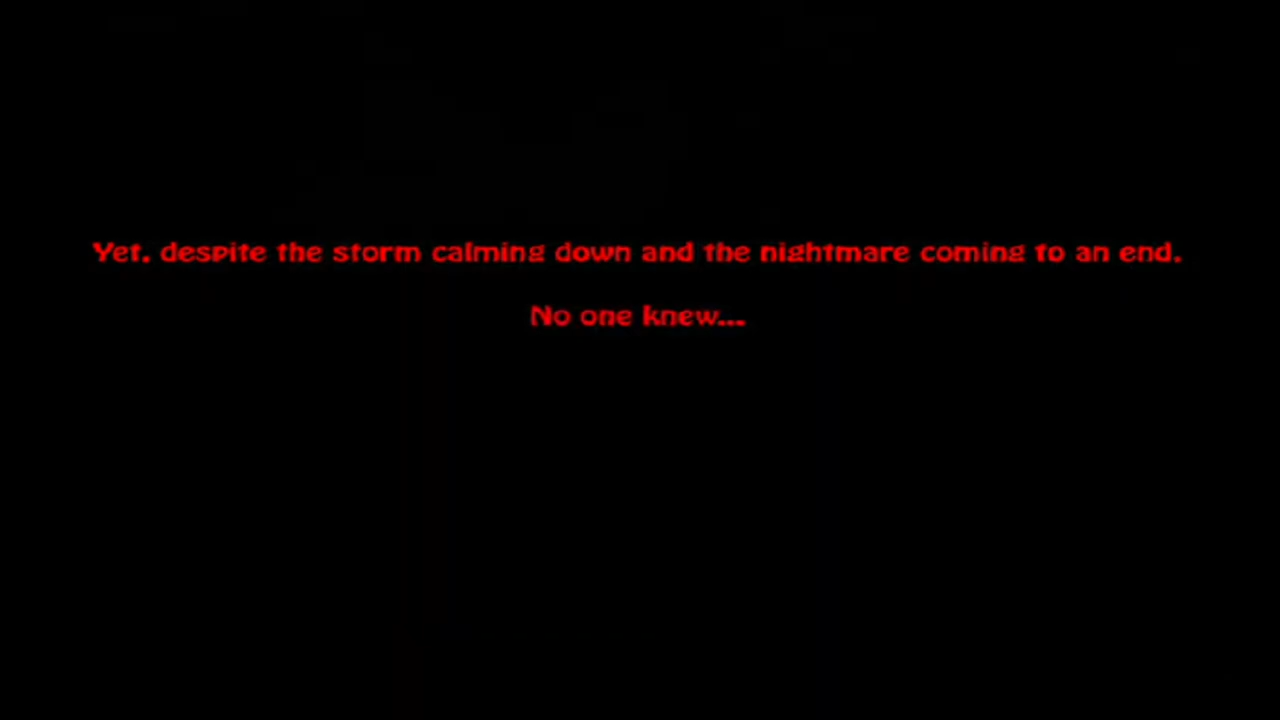 Yet, despite the storm calming down and the nightmare coming to an end.
No one knew...